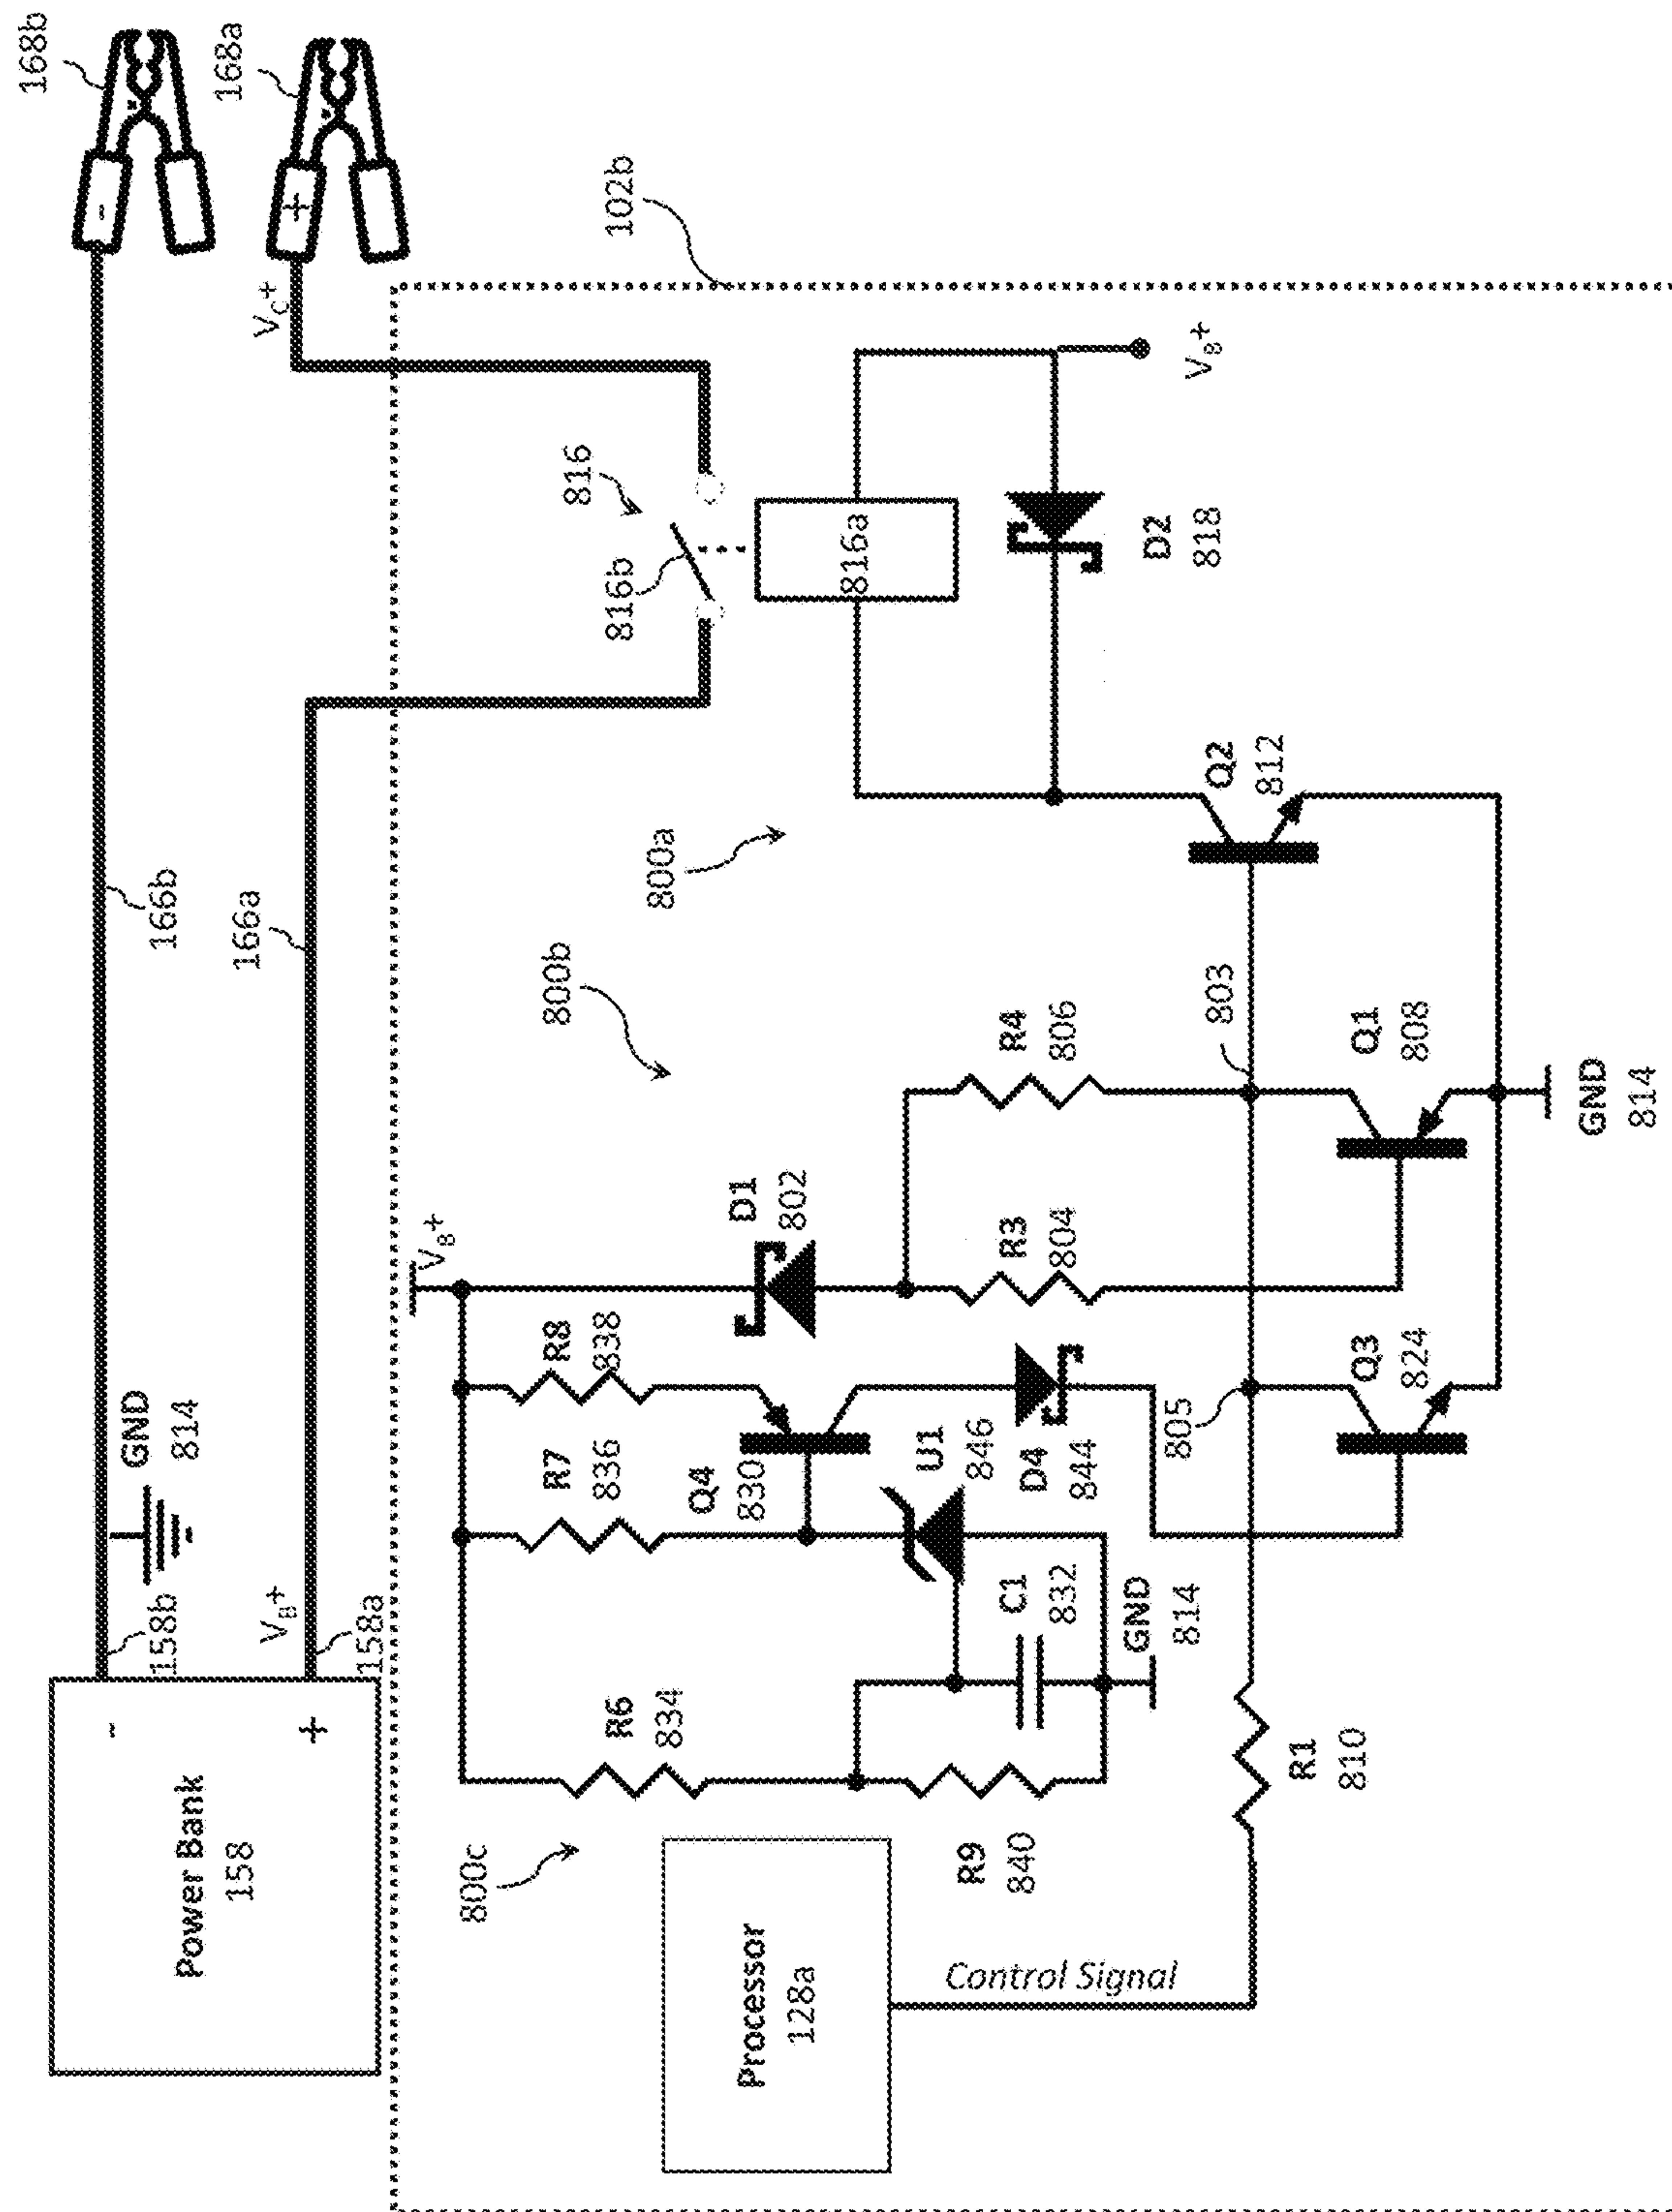 Power Bank
158
-
+
158b
VB+
158a
GND
814
166b
166a
-
+
168b
168a
VC+
102b
816
816b
816a
D2
818
VB+
800a
Q2
812
800b
VB+
D1
802
R3
804
R4
806
803
Q1
808
GND
814
800c
R6
834
R7
836
R8
838
Q4
830
U1
846
D4
844
C1
832
R9
840
GND
814
805
Q3
824
Processor
128a
Control Signal
R1
810